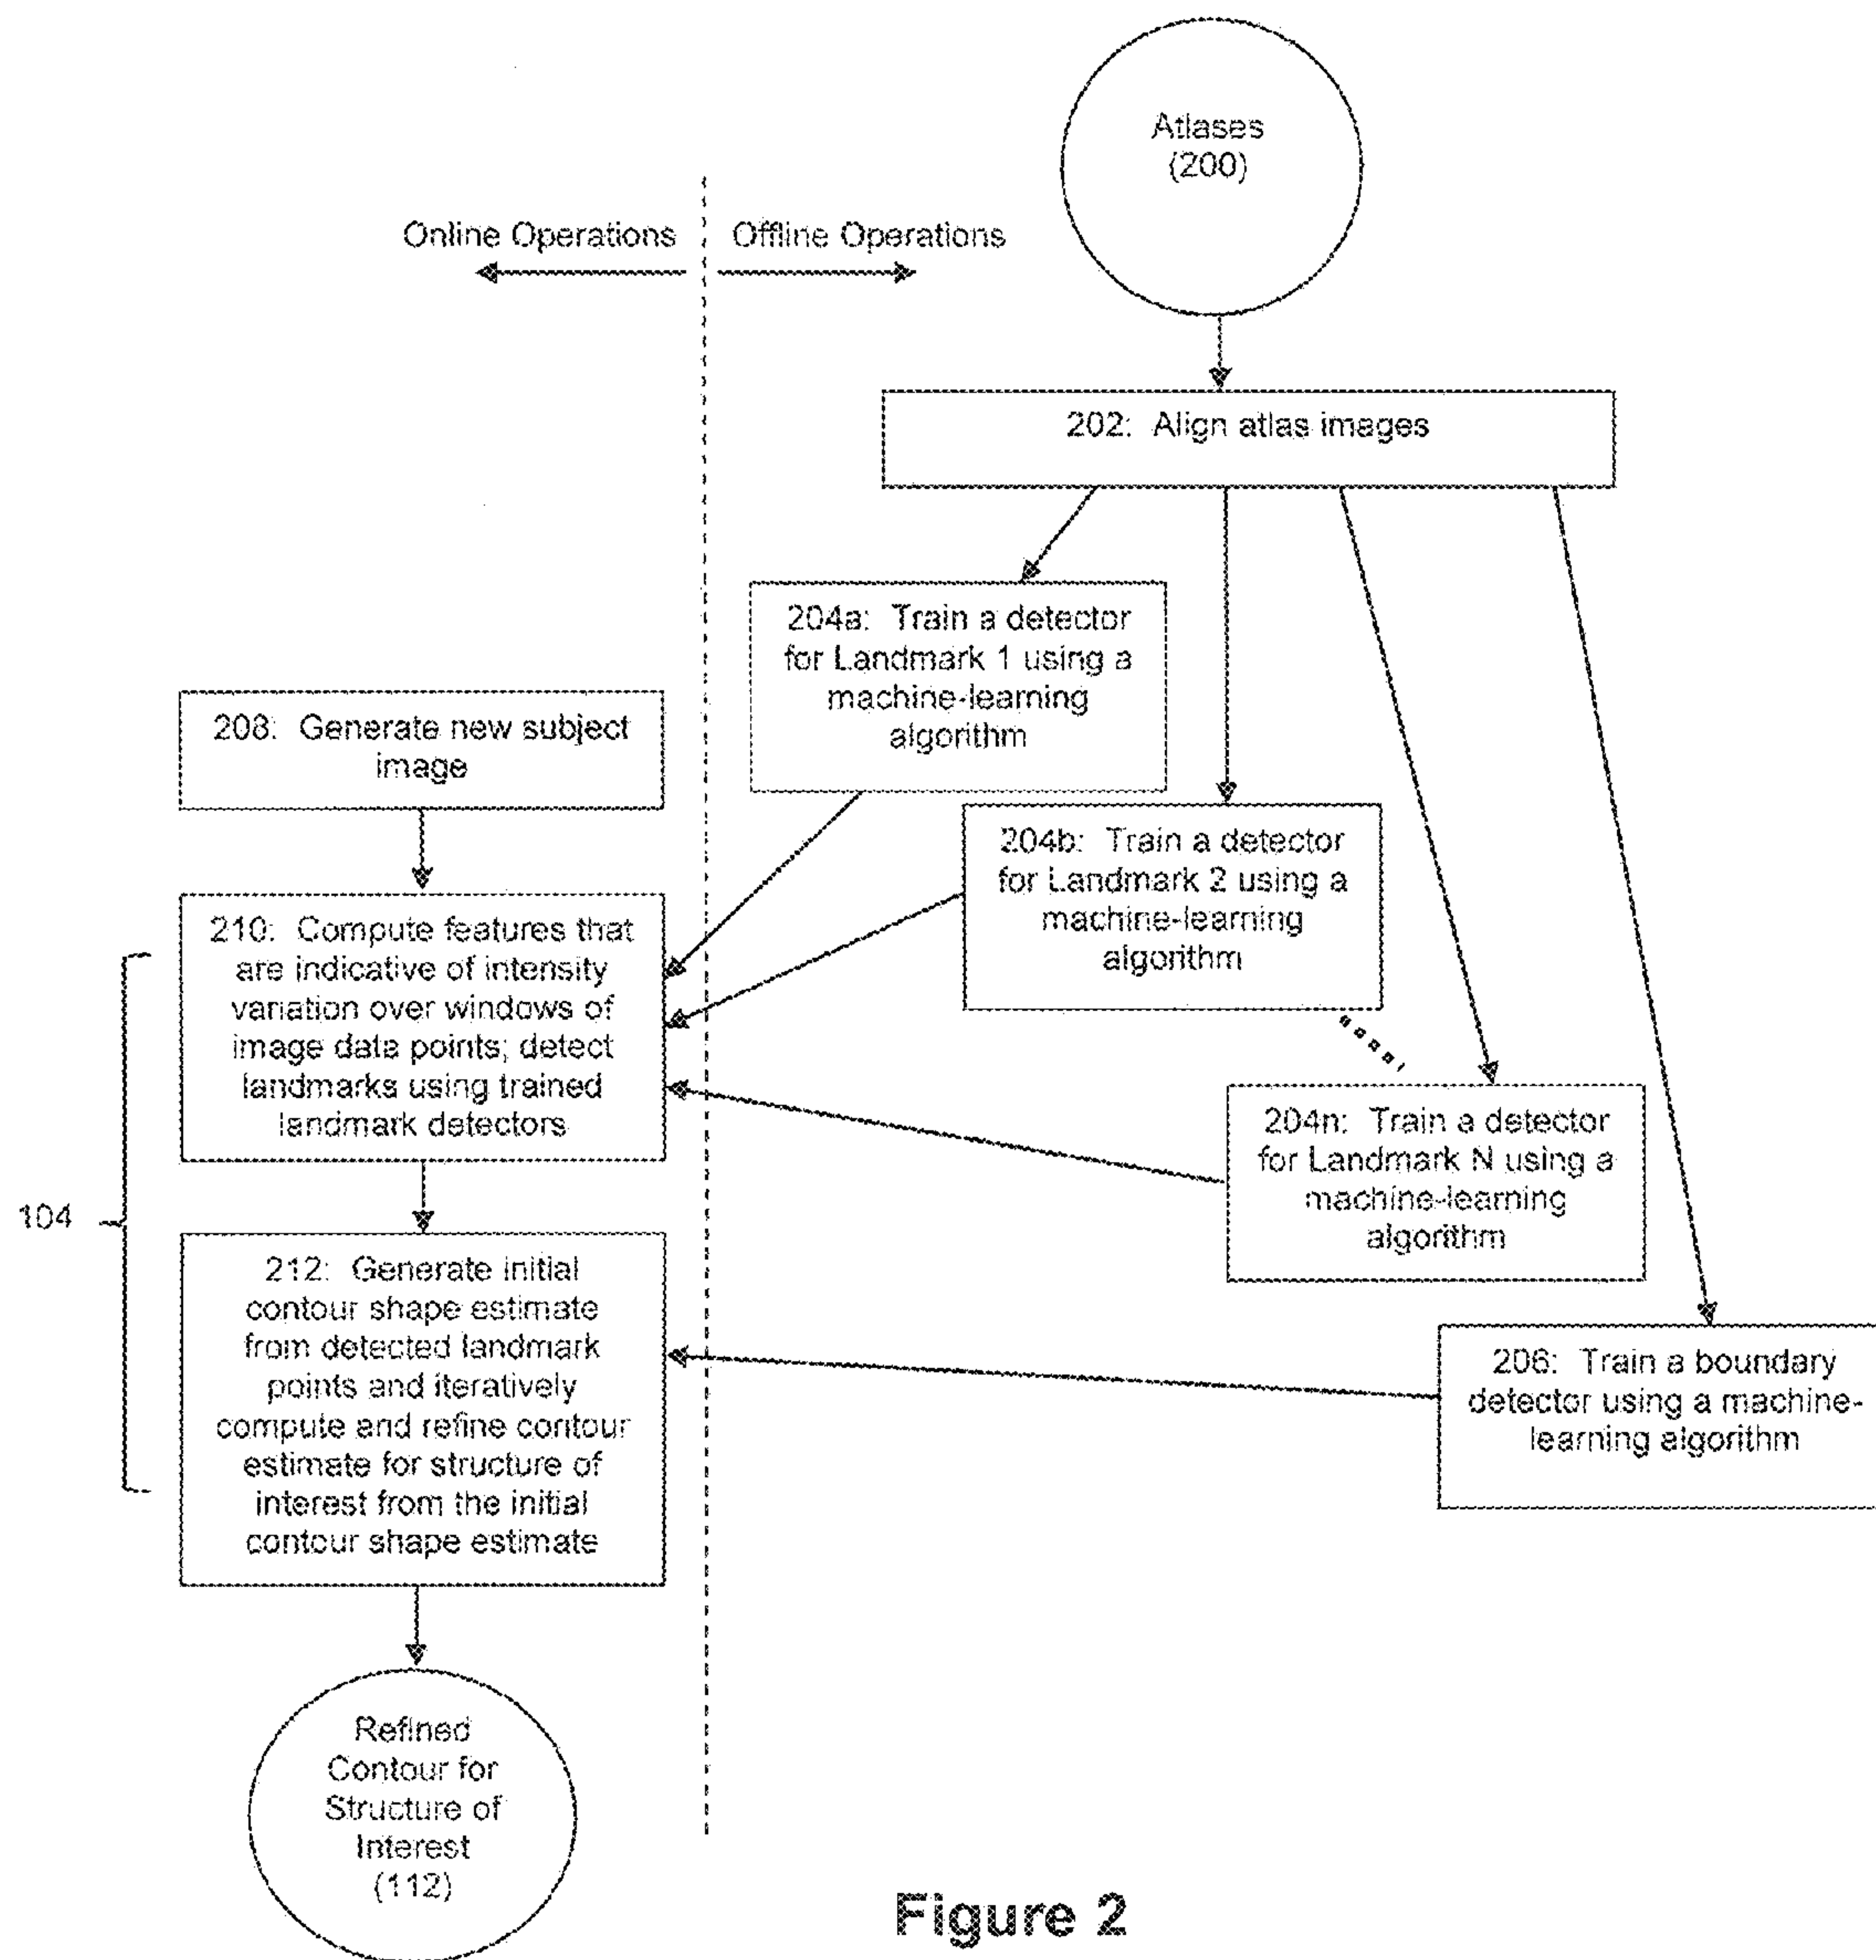 Atlases
(200)
Online Operations
Offline Operations
202: Align atlas images
204a: Train a detector
for Landmark 1 using a
machine-learning
algorithm
208: Generate new subject
image
204b: Train a detector
for Landmark 2 using a
machine-learning
algorithm
210: Compute features that
are indicative of intensity
variation over windows of
image data points; detect
landmarks using trained
landmark detectors
204n: Train a detector
for Landmark N using a
machine-learning
algorithm
104
212: Generate initial
contour shape estimate
from detected landmark
points and iteratively
compute and refine contour
estimate for structure of
interest from the initial
contour shape estimate
206: Train a boundary
detector using a machine-
learning algorithm
Refined
Contour for
Structure of
Interest
(112)
Figure 2